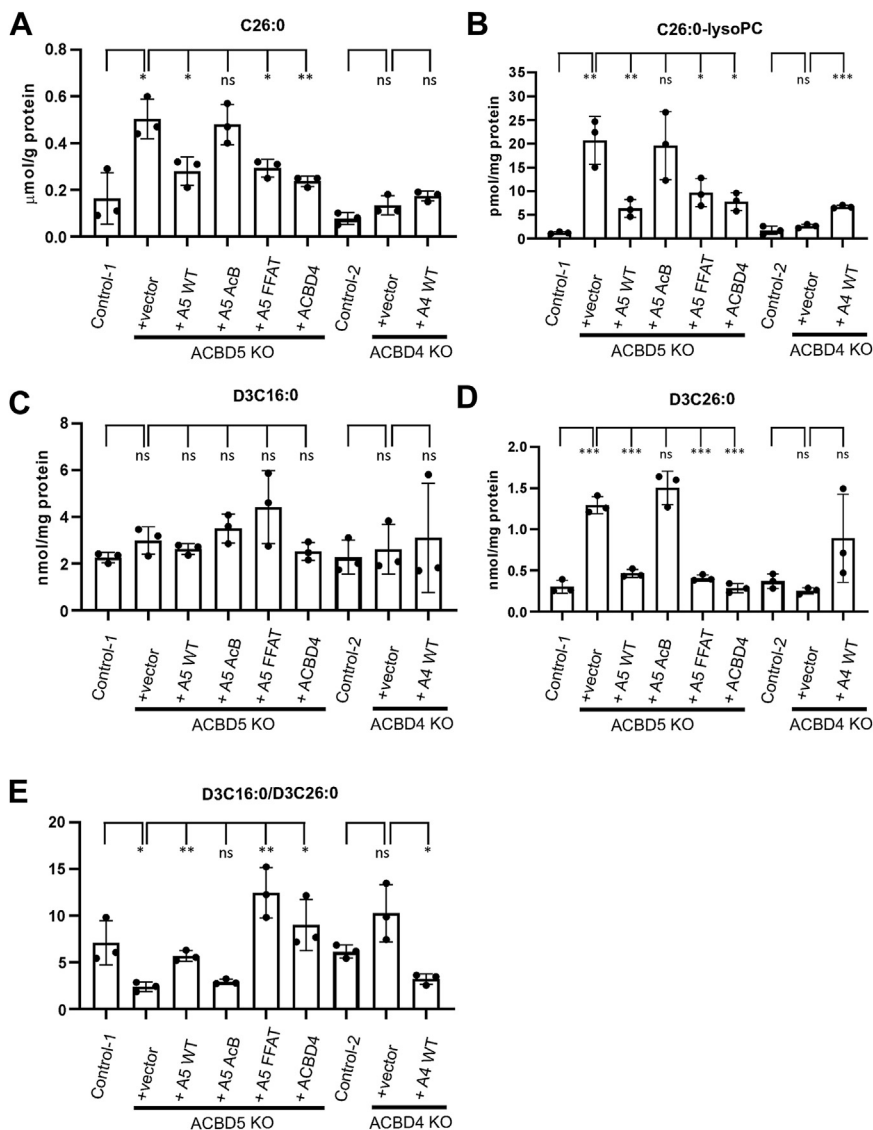 A
C26:0
μmol/g protein
0.8
0.6
0.4
0.2
0.0
* * ns * ** ns ns
Control-1
+vector
+ A5 WT
+ A5 AcB
+ A5 FFAT
+ ACBD4
Control-2
+vector
+ A4 WT
ACBD5 KO
ACBD4 KO
B
C26:0-lysoPC
pmol/mg protein
35
30
25
20
15
10
5
0
** ** ns * * ns ***
Control-1
+vector
+ A5 WT
+ A5 AcB
+ A5 FFAT
+ ACBD4
Control-2
+vector
+ A4 WT
ACBD5 KO
ACBD4 KO
C
D3C16:0
nmol/mg protein
8
6
4
2
0
ns ns ns ns ns ns ns
Control-1
+vector
+ A5 WT
+ A5 AcB
+ A5 FFAT
+ ACBD4
Control-2
+vector
+ A4 WT
ACBD5 KO
ACBD4 KO
D
D3C26:0
nmol/mg protein
2.0
1.5
1.0
0.5
0.0
*** *** ns *** *** ns ns
Control-1
+vector
+ A5 WT
+ A5 AcB
+ A5 FFAT
+ ACBD4
Control-2
+vector
+ A4 WT
ACBD5 KO
ACBD4 KO
E
D3C16:0/D3C26:0
20
15
10
5
0
* ** ns ** * ns *
Control-1
+vector
+ A5 WT
+ A5 AcB
+ A5 FFAT
+ ACBD4
Control-2
+vector
+ A4 WT
ACBD5 KO
ACBD4 KO